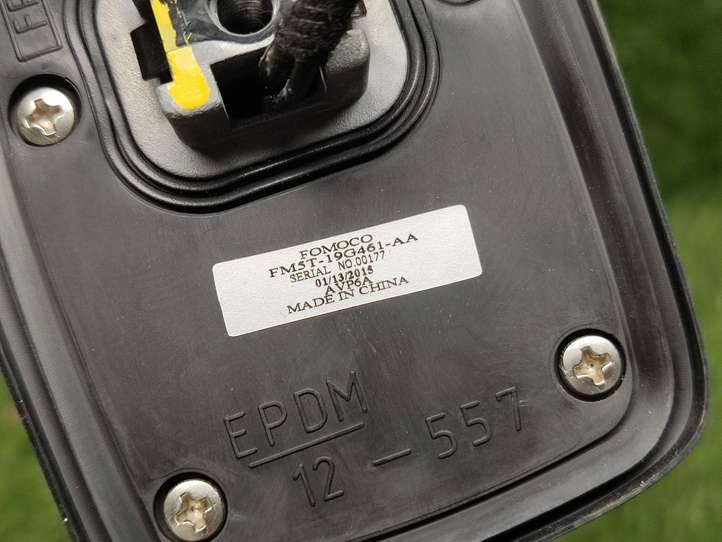 FOMOCO
FM5T-19G461-AA
SERIAL NO.00177
01/13/2015
AVP6A
MADE IN CHINA
EPDM
12 - 557